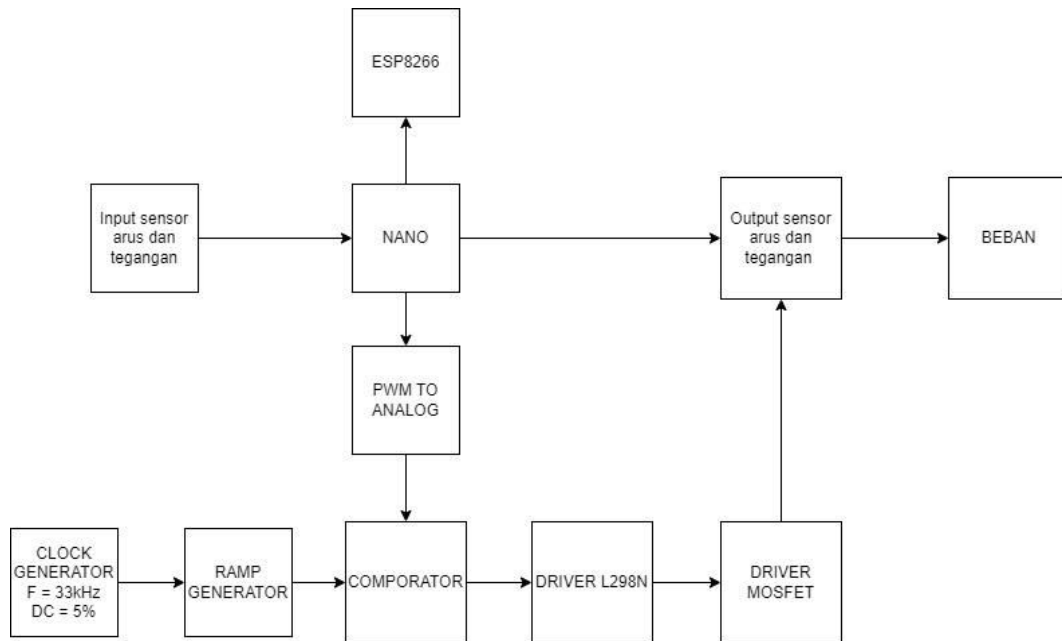 ESP8266
Input sensor
arus dan
tegangan
NANO
Output sensor
arus dan
tegangan
BEBAN
PWM TO
ANALOG
CLOCK
GENERATOR
F = 33kHz
DC = 5%
RAMP
GENERATOR
COMPORATOR
DRIVER L298N
DRIVER
MOSFET